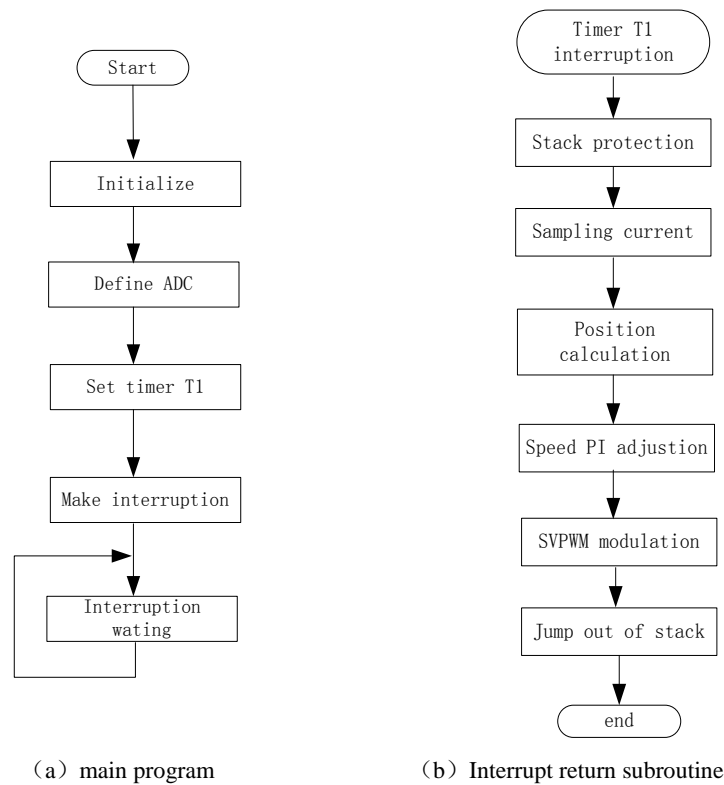 Start
Initialize
Define ADC
Set timer T1
Make interruption
Interruption
wating
（a）main program
Timer T1
interruption
Stack protection
Sampling current
Position
calculation
Speed PI adjustion
SVPWM modulation
Jump out of stack
end
（b）Interrupt return subroutine